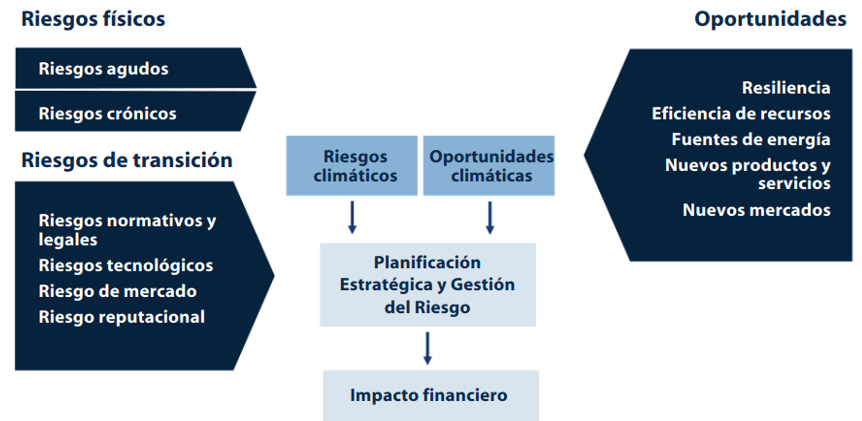 Riesgos físicos
Riesgos agudos
Riesgos crónicos
Riesgos de transición
Riesgos normativos y
legales
Riesgos tecnológicos
Riesgo de mercado
Riesgo reputacional
Riesgos
climáticos
Oportunidades
climáticas
Planificación
Estratégica y Gestión
del Riesgo
Impacto financiero
Oportunidades
Resiliencia
Eficiencia de recursos
Fuentes de energía
Nuevos productos y
servicios
Nuevos mercados